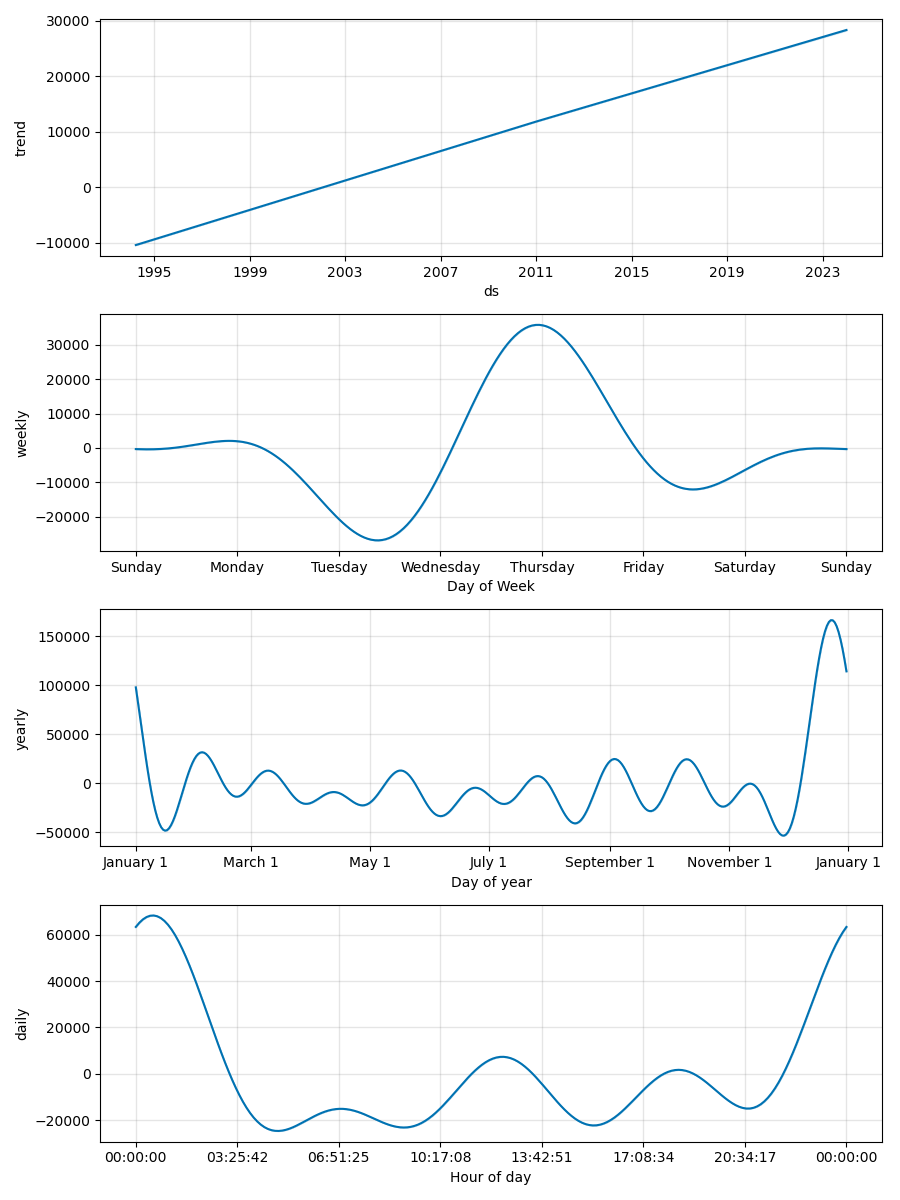 30000
20000
10000
0
−10000
trend
1995 1999 2003 2007 2011 2015 2019 2023
ds
30000
20000
10000
0
−10000
−20000
weekly
Sunday Monday Tuesday Wednesday Thursday Friday Saturday Sunday
Day of Week
150000
100000
50000
0
−50000
yearly
January 1 March 1 May 1 July 1 September 1 November 1 January 1
Day of year
60000
40000
20000
0
−20000
daily
00:00:00 03:25:42 06:51:25 10:17:08 13:42:51 17:08:34 20:34:17 00:00:00
Hour of day